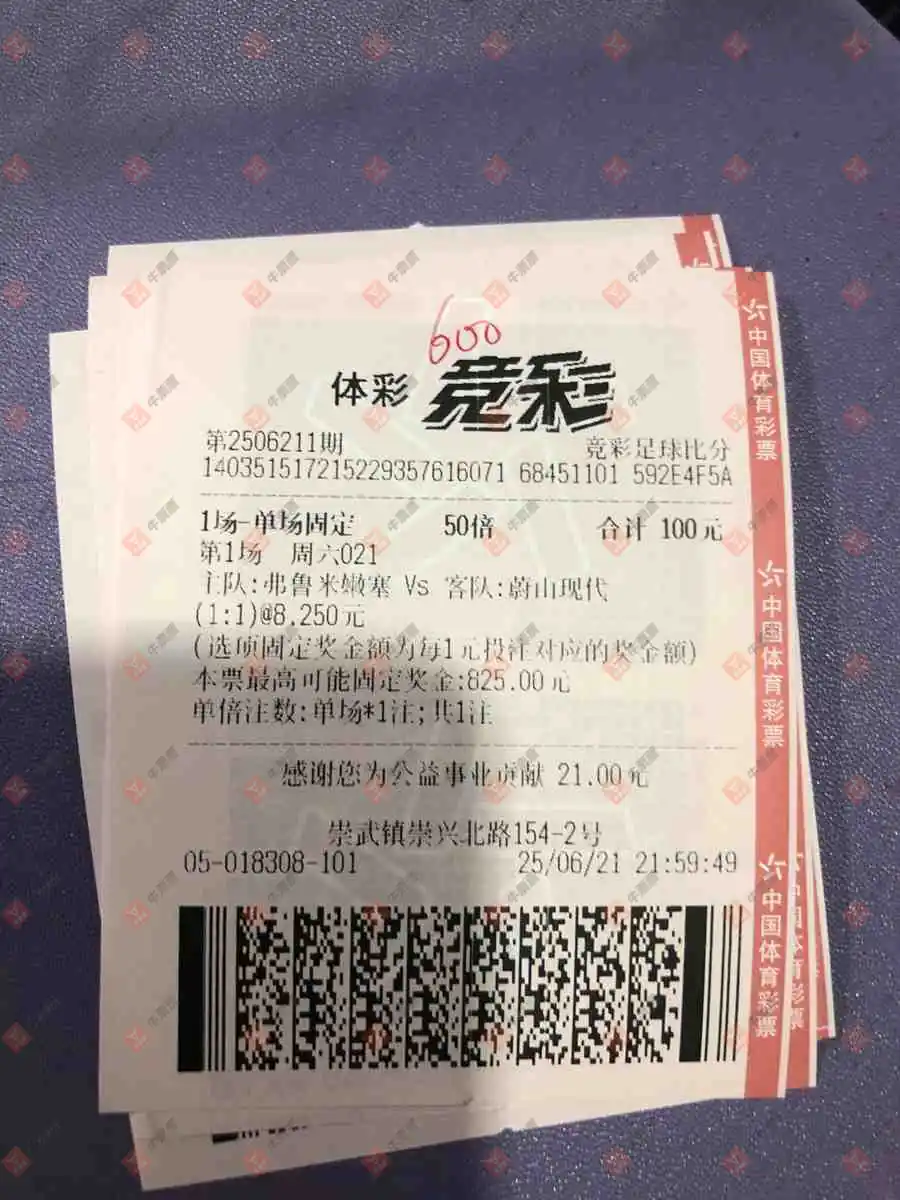 600
体彩 竞彩
第2506211期 竞彩足球比分
140351517215229357616071 68451101 592E4F5A
1场-单场固定 50倍 合计 100元
第1场 周六021
主队:弗鲁米嫩塞 Vs 客队:蔚山现代
(1:1)@8.250元
(选项固定奖金额为每1元投注对应的奖金额)
本票最高可能固定奖金:825.00元
单倍注数:单场*1注;共1注
感谢您为公益事业贡献 21.00元
崇武镇崇兴北路154-2号
05-018308-101 25/06/21 21:59:49
中国体育彩票
中国体育彩票
中国体育彩票